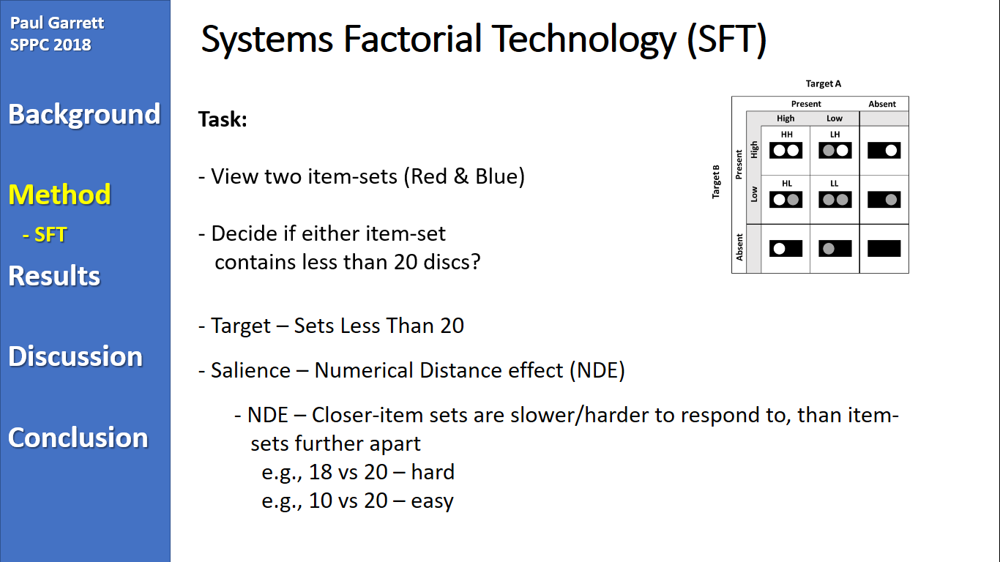 Paul Garrett
SPPC 2018
Background
Method
- SFT
Results
Discussion
Conclusion
Systems Factorial Technology (SFT)
Task:
- View two item-sets (Red & Blue)
- Decide if either item-set
contains less than 20 discs?
- Target – Sets Less Than 20
- Salience – Numerical Distance effect (NDE)
- NDE – Closer-item sets are slower/harder to respond to, than item-
sets further apart
e.g., 18 vs 20 – hard
e.g., 10 vs 20 – easy
Target A
Present Absent
High Low
Target B
Present
High
HH LH
Low
HL LL
Absent